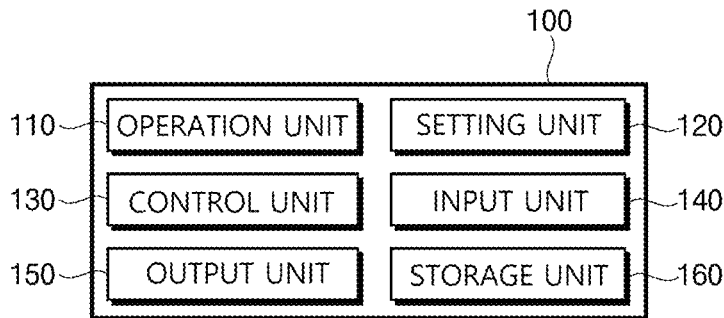 100
110 OPERATION UNIT SETTING UNIT 120
130 CONTROL UNIT INPUT UNIT 140
150 OUTPUT UNIT STORAGE UNIT 160